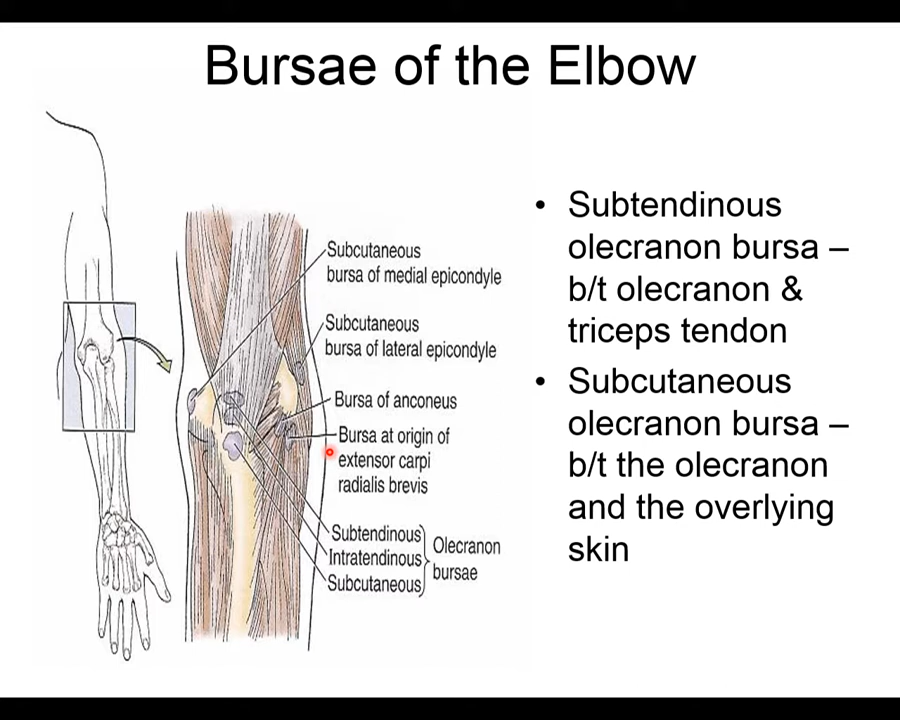 Bursae of the Elbow
Subcutaneous
bursa of medial epicondyle
Subcutaneous
bursa of lateral epicondyle
Bursa of anconeus
Bursa at origin of
extensor carpi
radialis brevis
Subtendinous
Intratendinous
Subcutaneous
Olecranon
bursae
• Subtendinous
olecranon bursa –
b/t olecranon &
triceps tendon
• Subcutaneous
olecranon bursa –
b/t the olecranon
and the overlying
skin